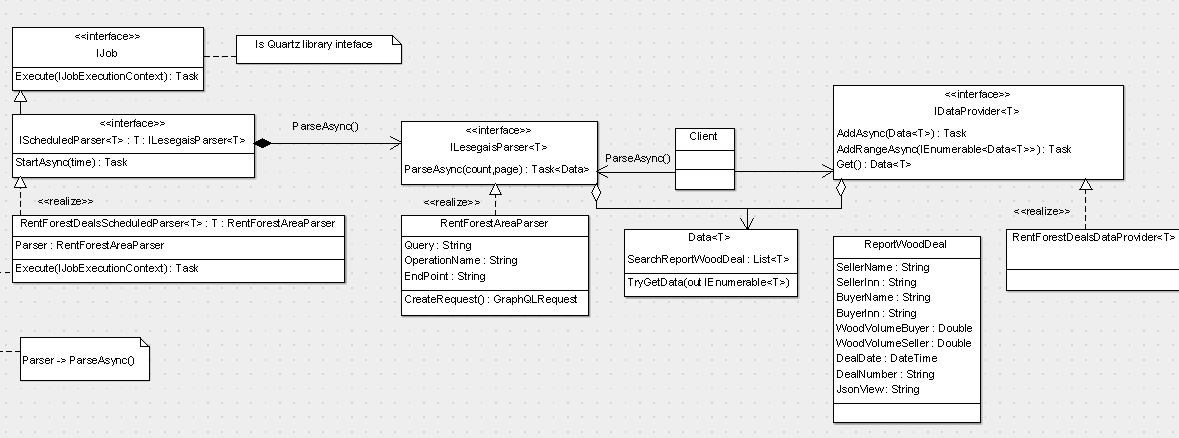 <<interface>>
IJob
Execute(IJobExecutionContext) : Task
Is Quartz library inteface
<<interface>>
IScheduledParser<T> : T : ILesegaisParser<T>
StartAsync(time) : Task
ParseAsync()
<<interface>>
ILesegaisParser<T>
ParseAsync(count,page) : Task<Data>
ParseAsync()
Client
<<interface>>
IDataProvider<T>
AddAsync(Data<T>) : Task
AddRangeAsync(IEnumerable<Data<T>>) : Task
Get() : Data<T>
<<realize>>
RentForestDealsScheduledParser<T> : T : RentForestAreaParser
Parser : RentForestAreaParser
Execute(IJobExecutionContext) : Task
<<realize>>
RentForestAreaParser
Query : String
OperationName : String
EndPoint : String
CreateRequest() : GraphQLRequest
Data<T>
SearchReportWoodDeal : List<T>
TryGetData(out IEnumerable<T>)
ReportWoodDeal
SellerName : String
SellerInn : String
BuyerName : String
BuyerInn : String
WoodVolumeBuyer : Double
WoodVolumeSeller : Double
DealDate : DateTime
DealNumber : String
JsonView: String
<<realize>>
RentForestDealsDataProvider<T>
Parser -> ParseAsync()